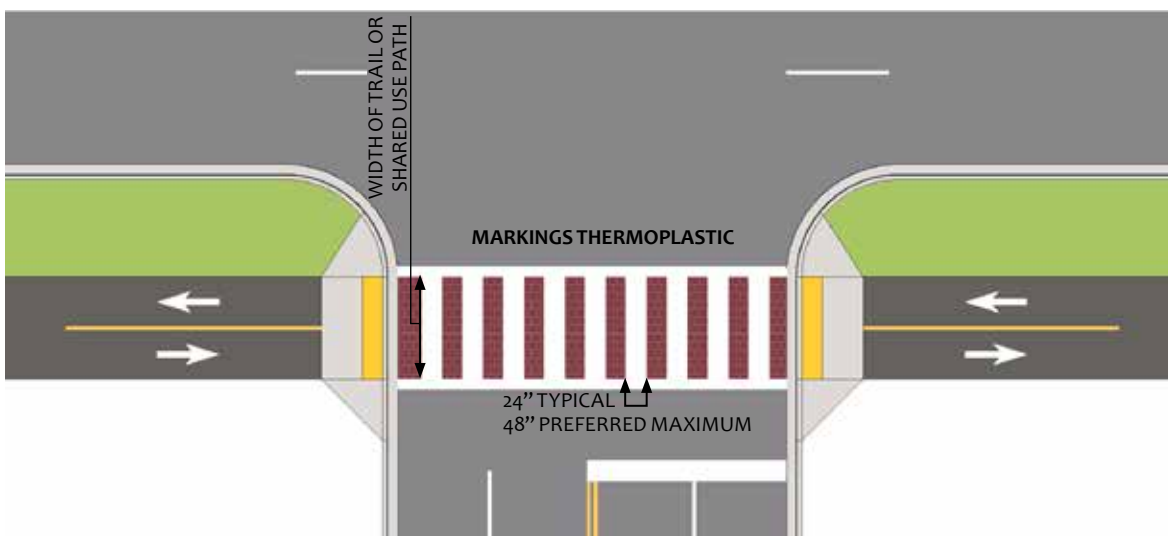 WIDTH OF TRAIL OR
SHARED USE PATH
MARKINGS THERMOPLASTIC
24” TYPICAL
48” PREFERRED MAXIMUM